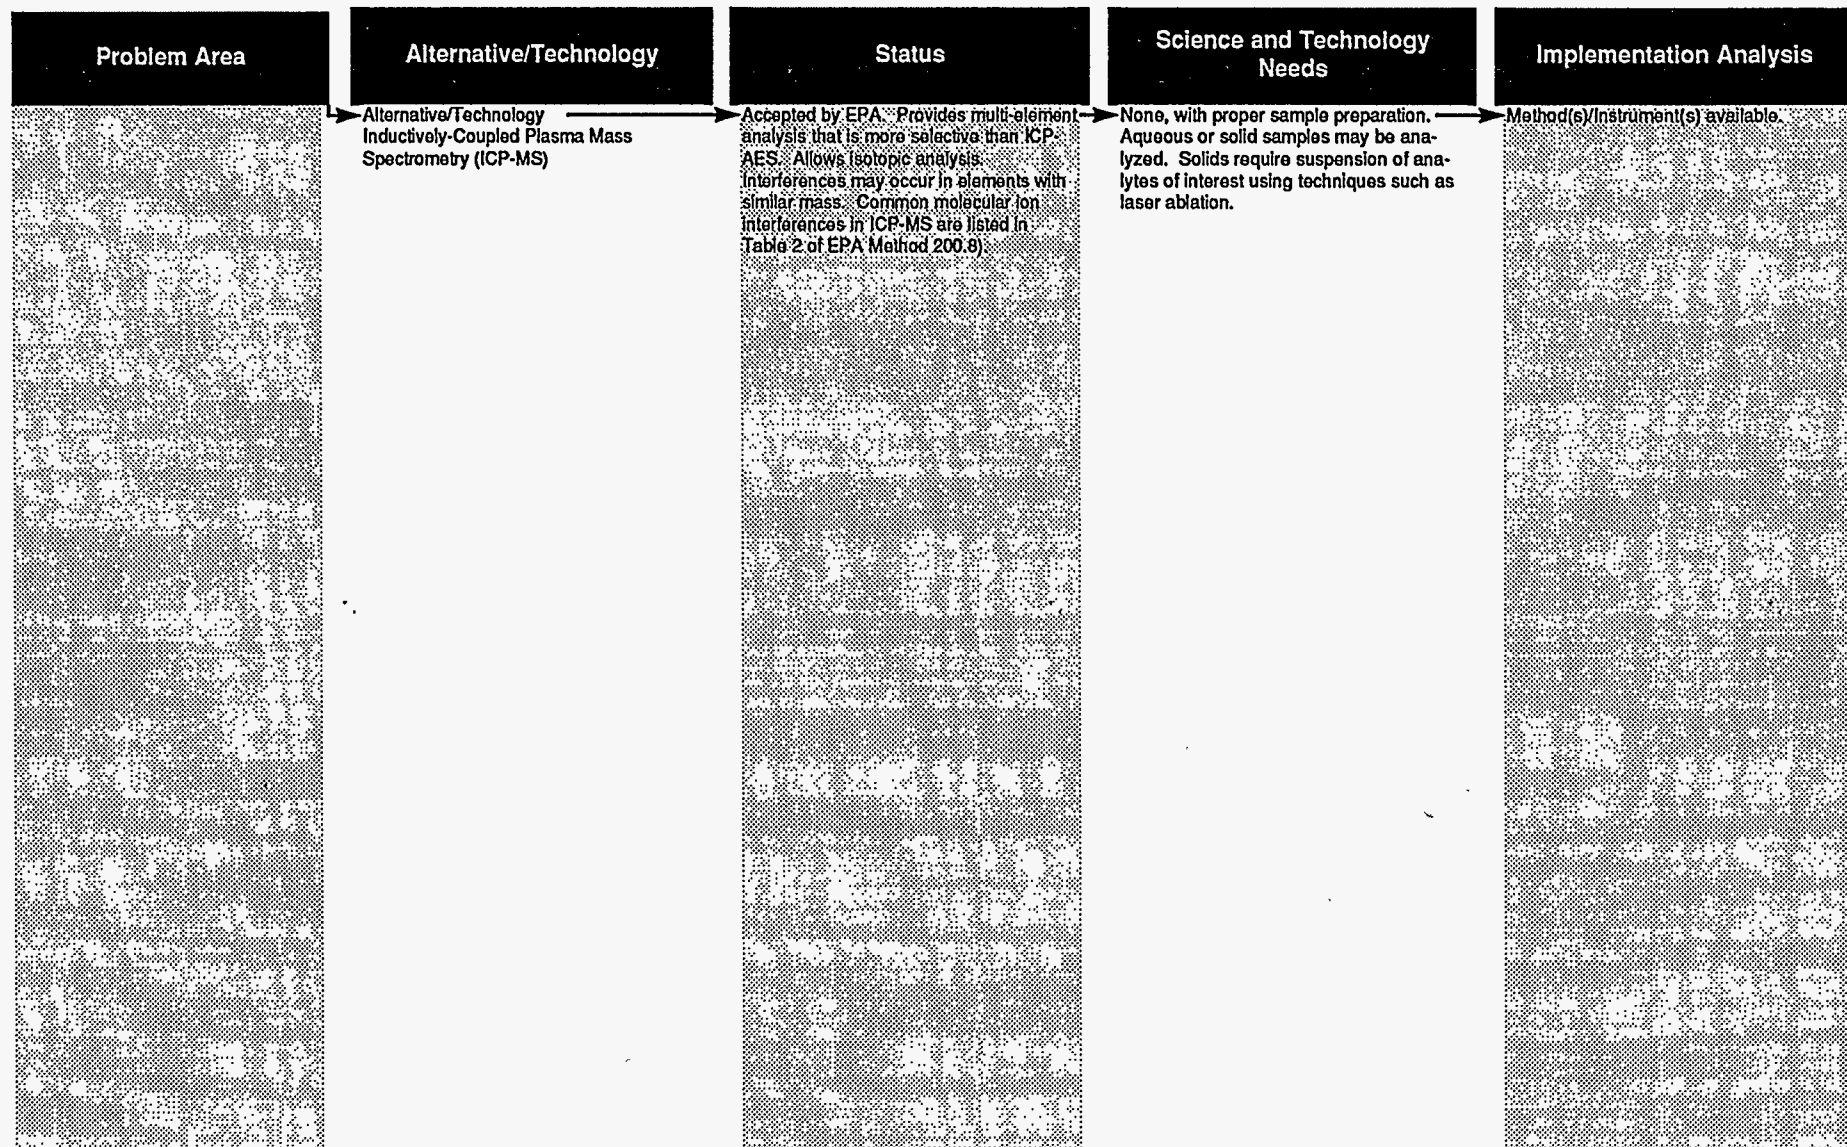 Problem Area
Alternative/Technology
Status
Science and Technology
Needs
Implementation Analysis
Alternative/Technology
Inductively-Coupled Plasma Mass
Spectrometry (ICP-MS)
Accepted by EPA. Provides multi-element
analysis that is more selective than ICP-
AES. Allows isotopic analysis.
Interferences may occur in elements with
similar mass. Common molecular ion
interferences in ICP-MS are listed in
Table 2 of EPA Method 200.8)
None, with proper sample preparation.
Aqueous or solid samples may be ana-
lyzed. Solids require suspension of ana-
lytes of interest using techniques such as
laser ablation.
Method(s)/Instrument(s) available.